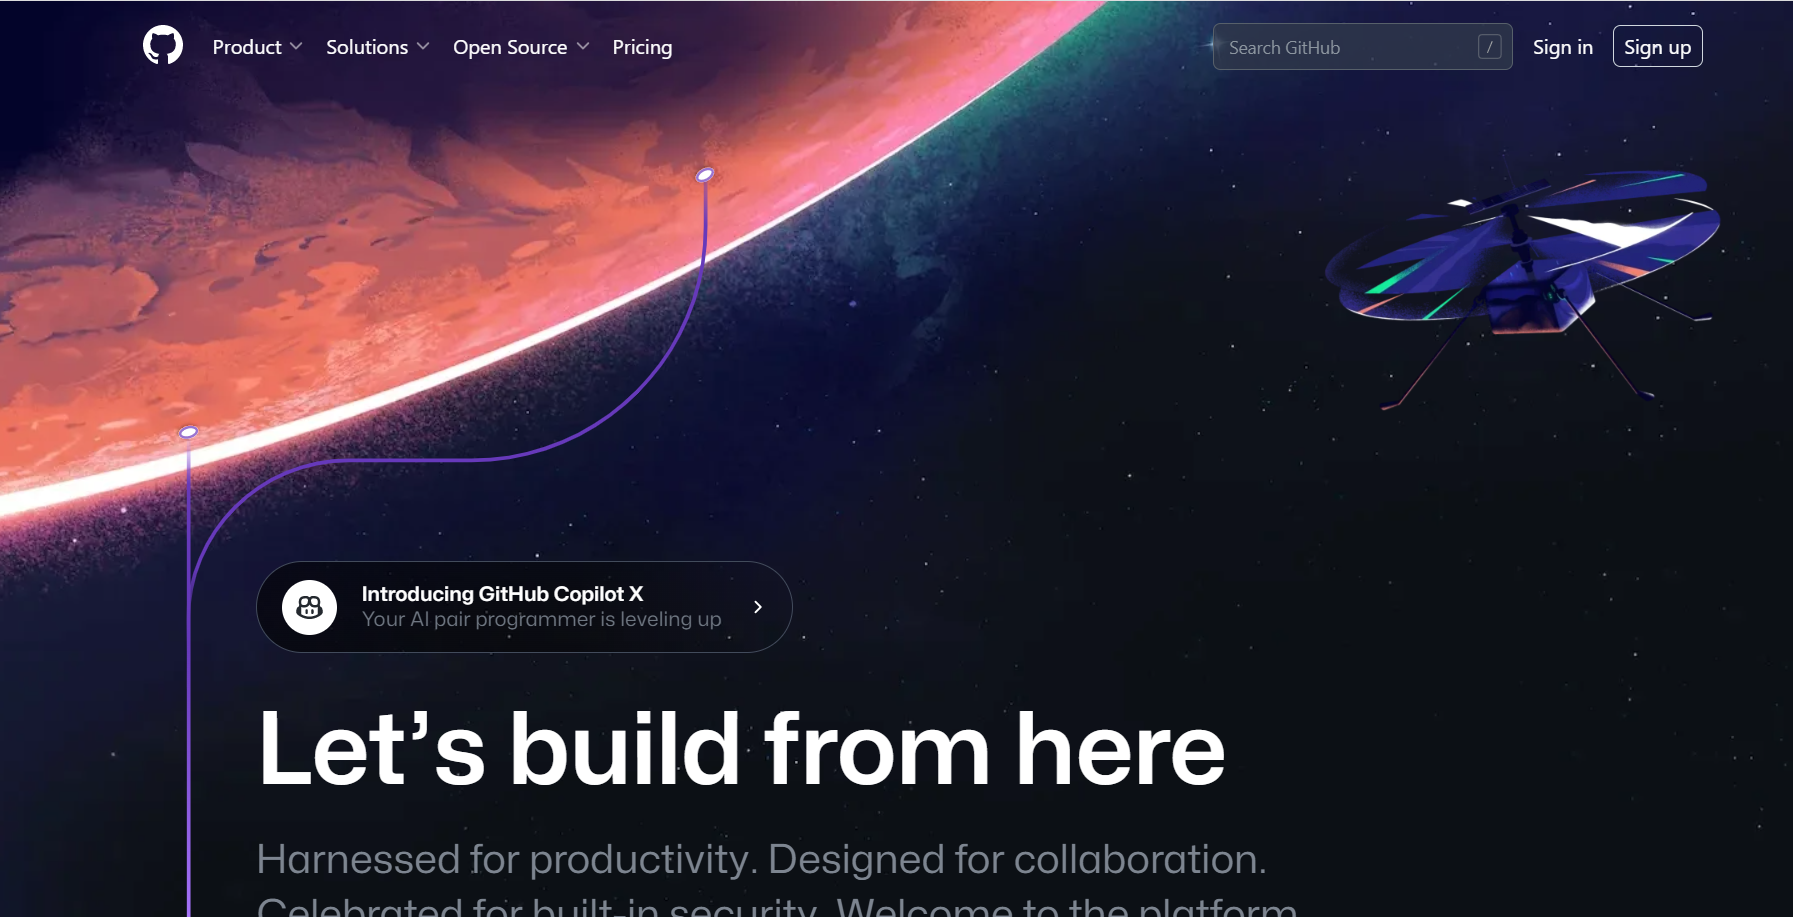 Product Solutions Open Source Pricing Search GitHub / Sign in Sign up
Introducing GitHub Copilot X
Your AI pair programmer is leveling up
Let’s build from here
Harnessed for productivity. Designed for collaboration.
Celebrated for built-in security. Welcome to the platform